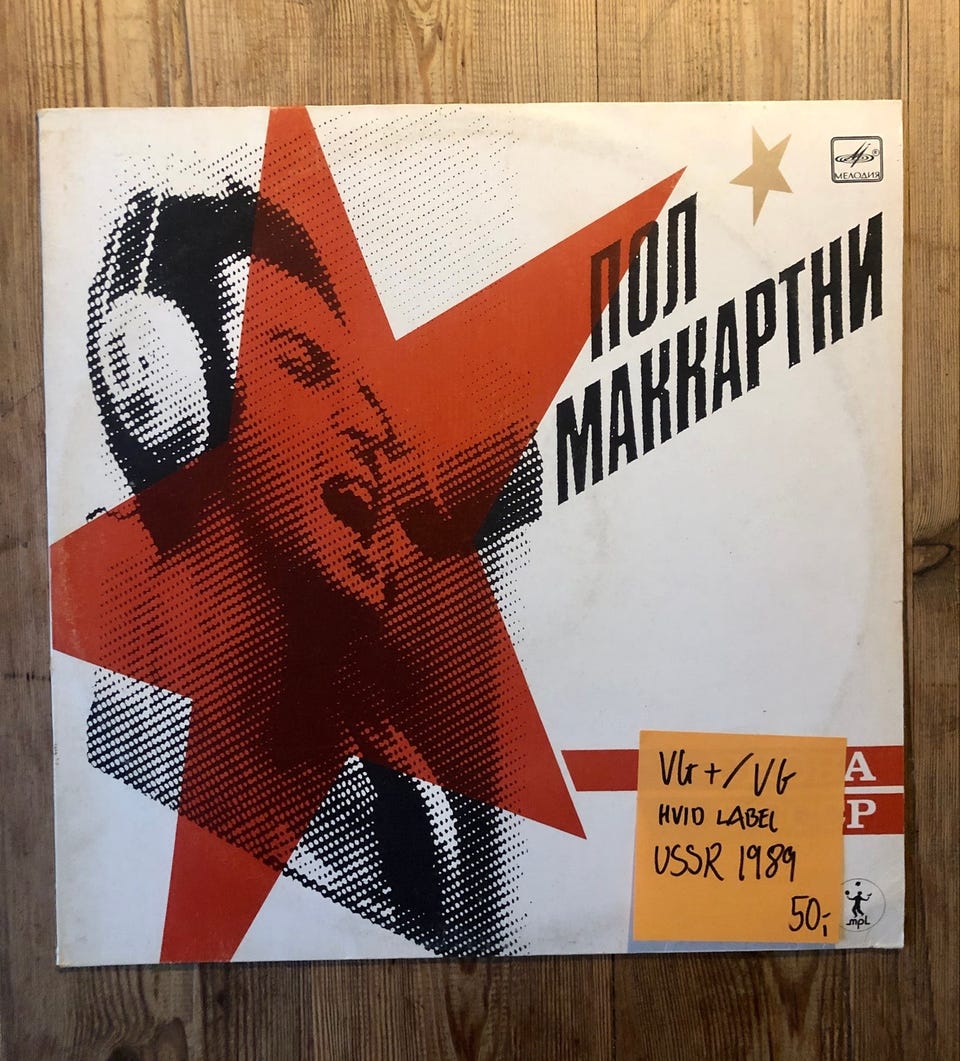 МЕЛОДИЯ
ПОЛ
МАККАРТНИ
А
Р
VG+/VG
HVID LABEL
USSR 1989
50,-
mpl